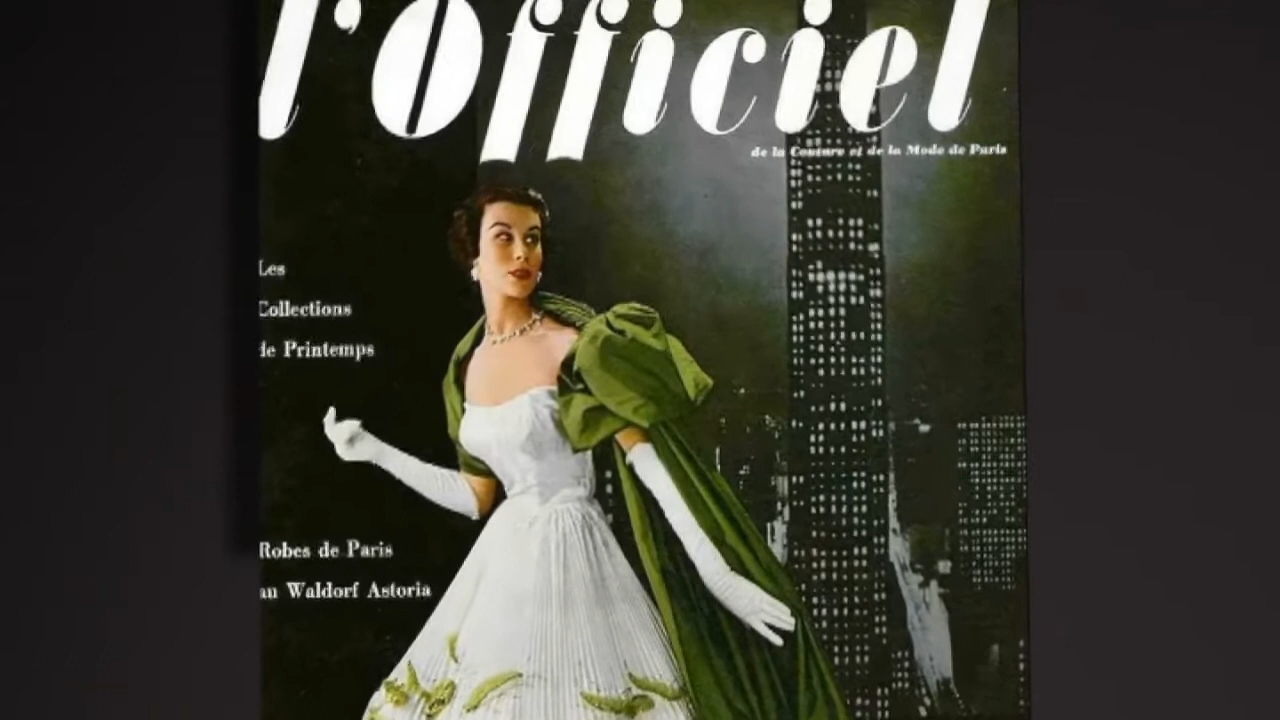 l'Officiel
de la Couture et de la Mode de Paris
Les
Collections
de Printemps
Robes de Paris
au Waldorf Astoria